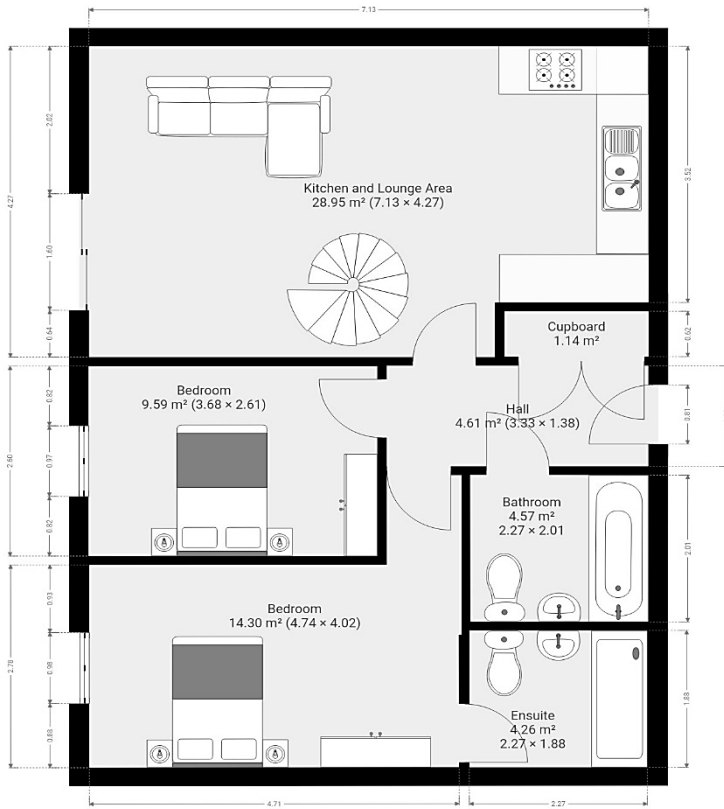 7.13
2.02
4.27
3.52
Kitchen and Lounge Area
28.95 m² (7.13 × 4.27)
1.60
0.64
Cupboard
1.14 m²
0.62
Bedroom
9.59 m² (3.68 × 2.61)
0.82
Hall
4.61 m² (3.33 × 1.38)
0.81
2.60
0.97
0.82
Bathroom
4.57 m²
2.27 × 2.01
2.01
0.93
Bedroom
14.30 m² (4.74 × 4.02)
2.78
0.98
0.88
Ensuite
4.26 m²
2.27 × 1.88
1.88
4.71
2.27